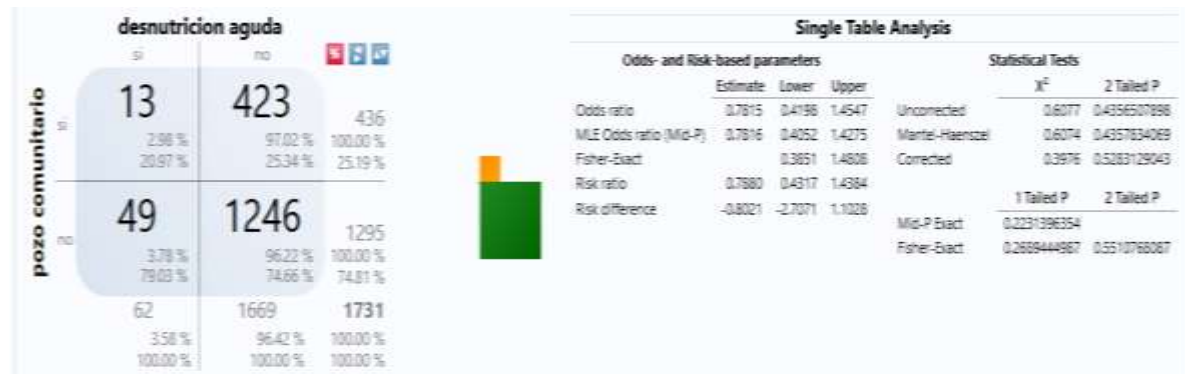 desnutricion aguda
si no
pozo comunitario
si
13 423 436
2.98 % 97.02 % 100.00 %
20.97 % 25.34 % 25.19 %
no
49 1246 1295
3.78 % 96.22 % 100.00 %
79.03 % 74.66 % 74.81 %
62 1669 1731
3.58 % 96.42 % 100.00 %
100.00 % 100.00 % 100.00 %
Single Table Analysis
Odds- and Risk-based parameters
Estimate Lower Upper
Odds ratio 0.7815 0.4198 1.4547
MLE Odds ratio (Mid-P) 0.7816 0.4052 1.4275
Fisher-Exact 0.3851 1.4808
Risk ratio 0.7880 0.4317 1.4384
Risk difference -0.8021 -2.7071 1.1028
Statistical Tests
X² 2 Tailed P
Uncorrected 0.6077 0.4356507898
Mantel-Haenszel 0.6074 0.4357834069
Corrected 0.3976 0.5283129043
1 Tailed P 2 Tailed P
Mid-P Exact 0.2231396354
Fisher-Exact 0.2689444987 0.5510768087